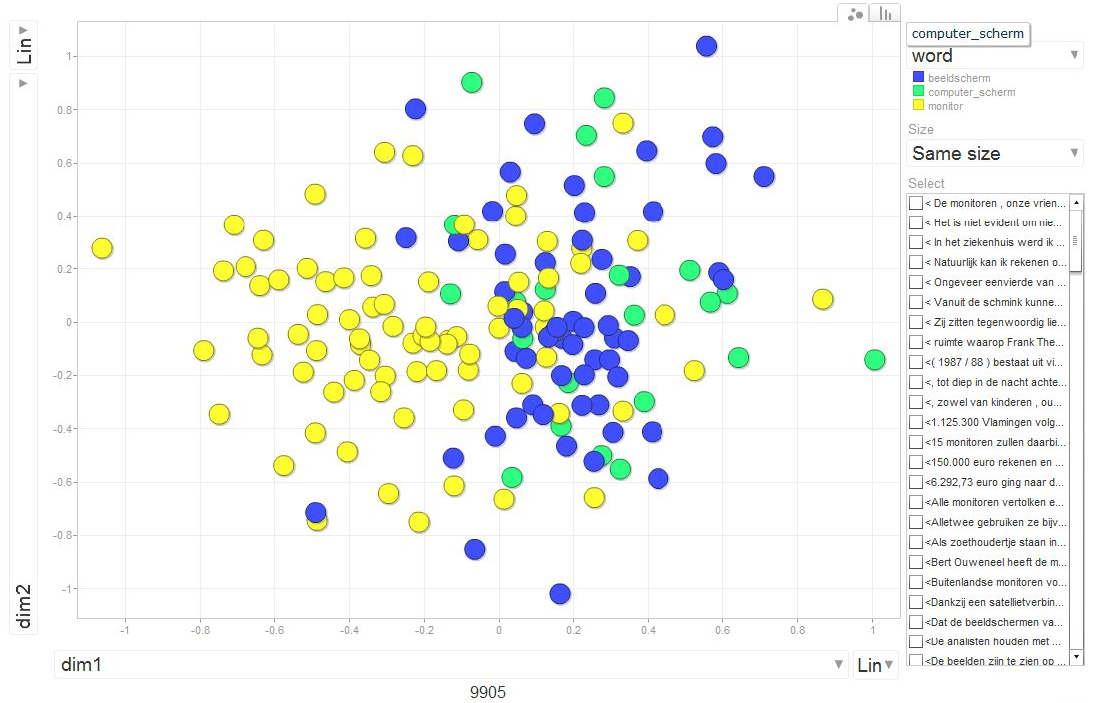 computer_scherm
word
beeldscherm
computer_scherm
monitor
Size
Same size
Select
< De monitoren , onze vrien...
< Het is niet evident om nie...
< In het ziekenhuis werd ik ...
< Natuurlijk kan ik rekenen o...
< Ongeveer eenvierde van ...
< Vanuit de schmink kunne...
< Zij zitten tegenwoordig lie...
< ruimte waarop Frank The...
<( 1987 / 88 ) bestaat uit vi...
<, tot diep in de nacht achte...
<, zowel van kinderen , ou...
<1.125.300 Vlamingen volg...
<15 monitoren zullen daarbi...
<150.000 euro rekenen en ...
<6.292,73 euro ging naar d...
<Alle monitoren vertolken e...
<Alletwee gebruiken ze bijv...
<Als zoethoudertje staan in...
<Bert Ouweneel heeft de m...
<Buitenlandse monitoren vo...
<Dankzij een satellietverbin...
<Dat de beeldschermen va...
<De analisten houden met ...
<De beelden zijn te zien op ...
Lin
dim2
1
0.8
0.6
0.4
0.2
0
-0.2
-0.4
-0.6
-0.8
-1
-1 -0.8 -0.6 -0.4 -0.2 0 0.2 0.4 0.6 0.8 1
dim1 Lin
9905